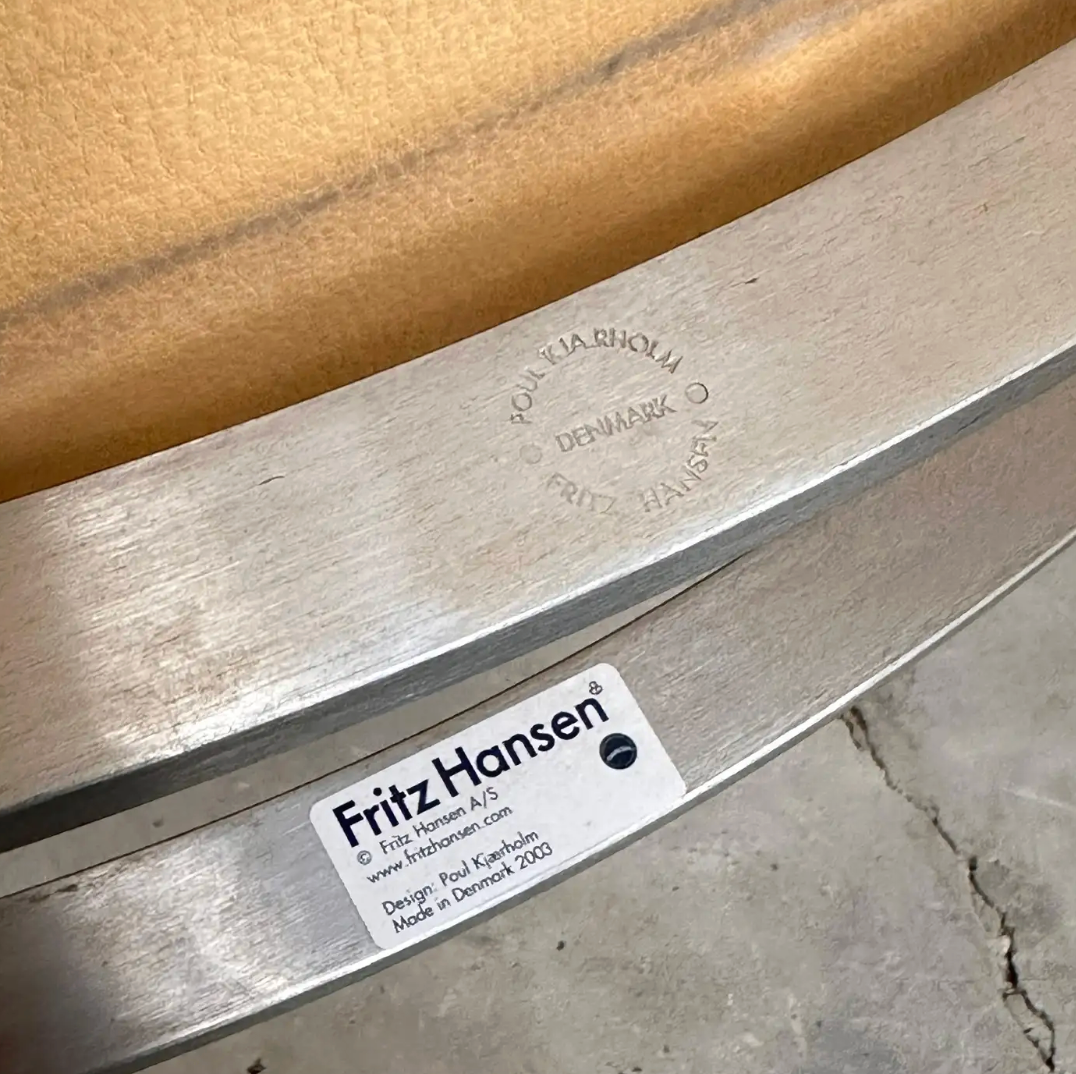 POUL KJÆRHOLM
DENMARK
FRITZ HANSEN
Fritz Hansen®
© Fritz Hansen A/S
www.fritzhansen.com
Design: Poul Kjærholm
Made in Denmark 2003